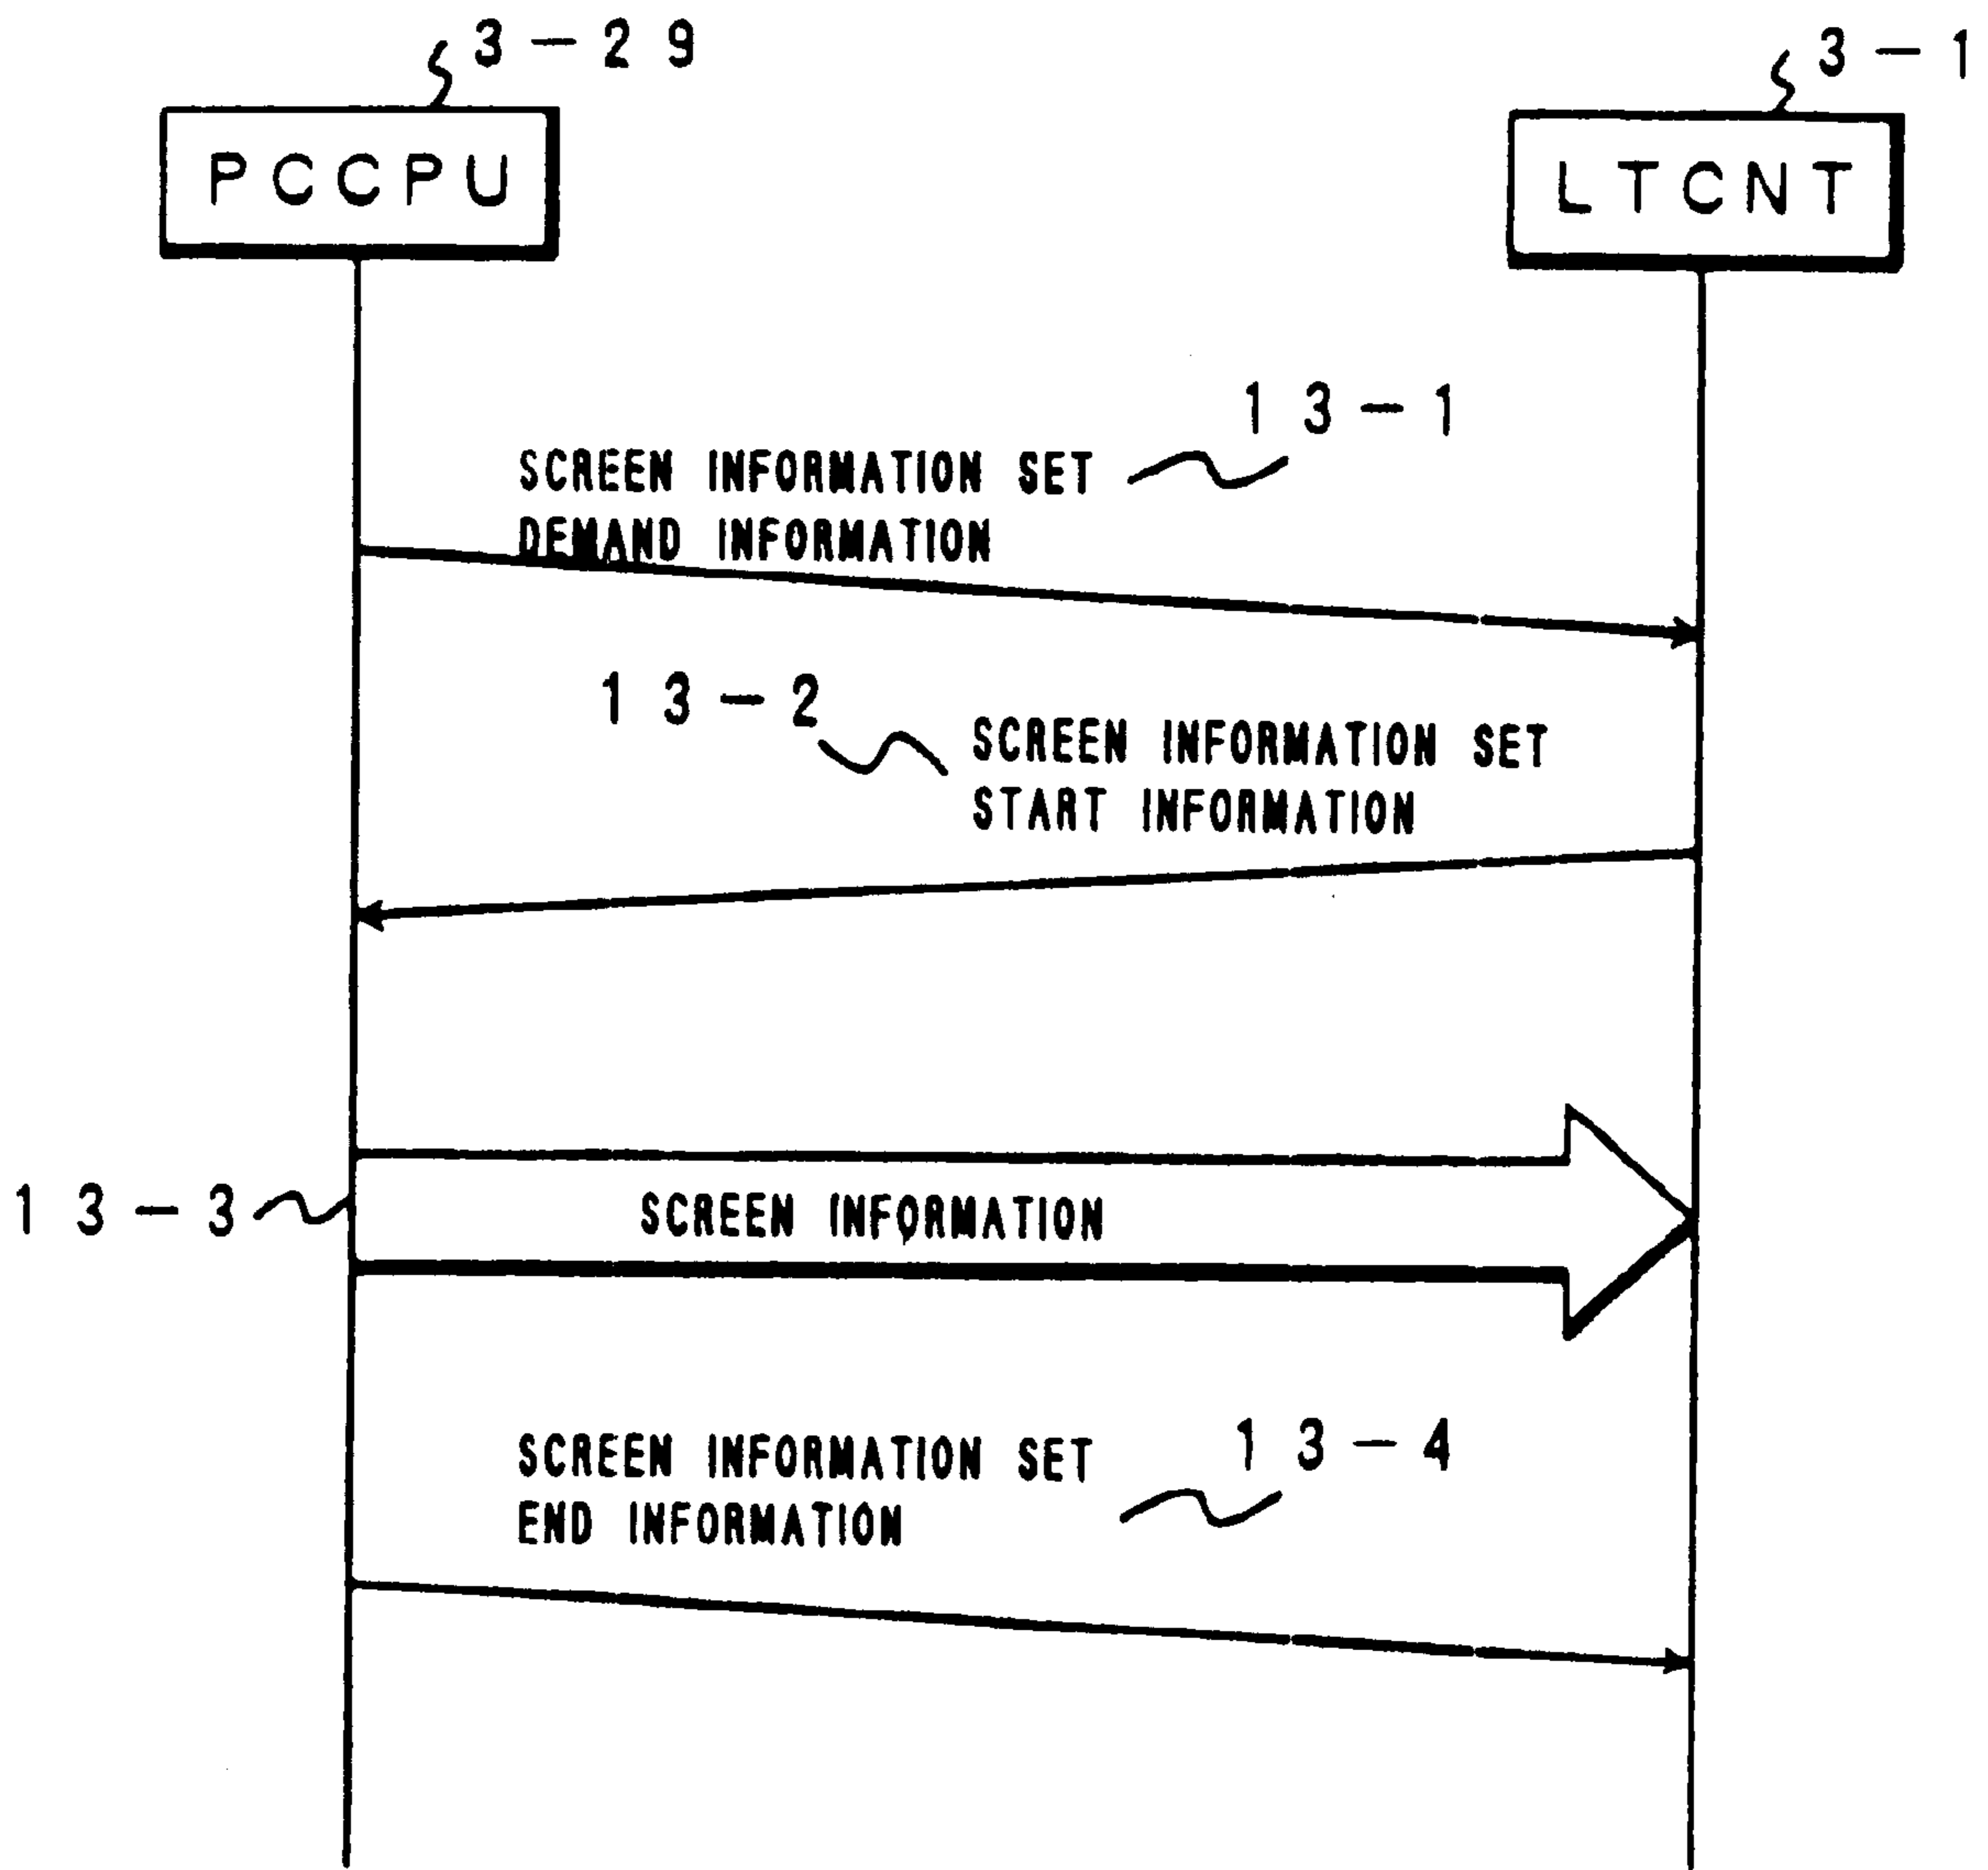 3-29
3-1
PCCPU
LTCNT
13-1
SCREEN INFORMATION SET
DEMAND INFORMATION
13-2
SCREEN INFORMATION SET
START INFORMATION
13-3
SCREEN INFORMATION
13-4
SCREEN INFORMATION SET
END INFORMATION